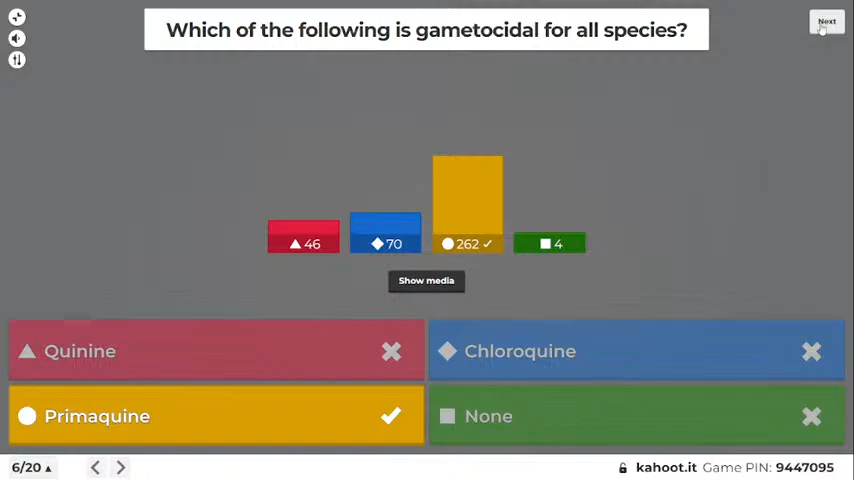 Which of the following is gametocidal for all species?
Next
46
70
262
4
Show media
Quinine
Chloroquine
Primaquine
None
6/20
kahoot.it Game PIN: 9447095